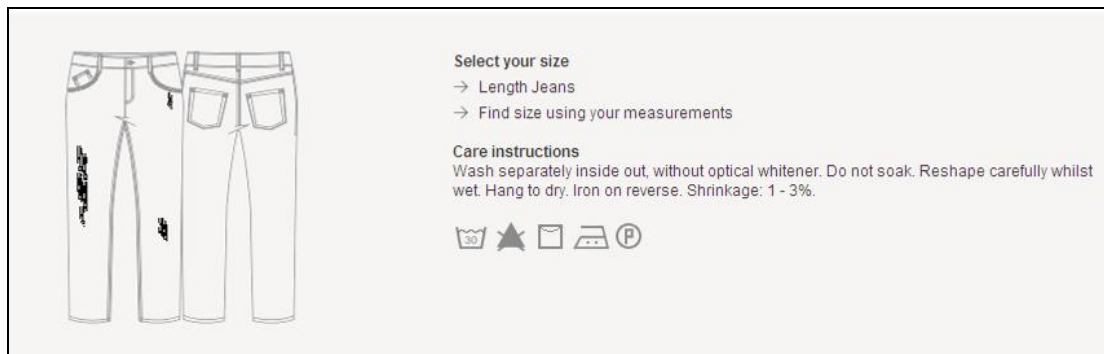 Select your size
→ Length Jeans
→ Find size using your measurements
Care instructions
Wash separately inside out, without optical whitener. Do not soak. Reshape carefully whilst
wet. Hang to dry. Iron on reverse. Shrinkage: 1 - 3%.
30 P